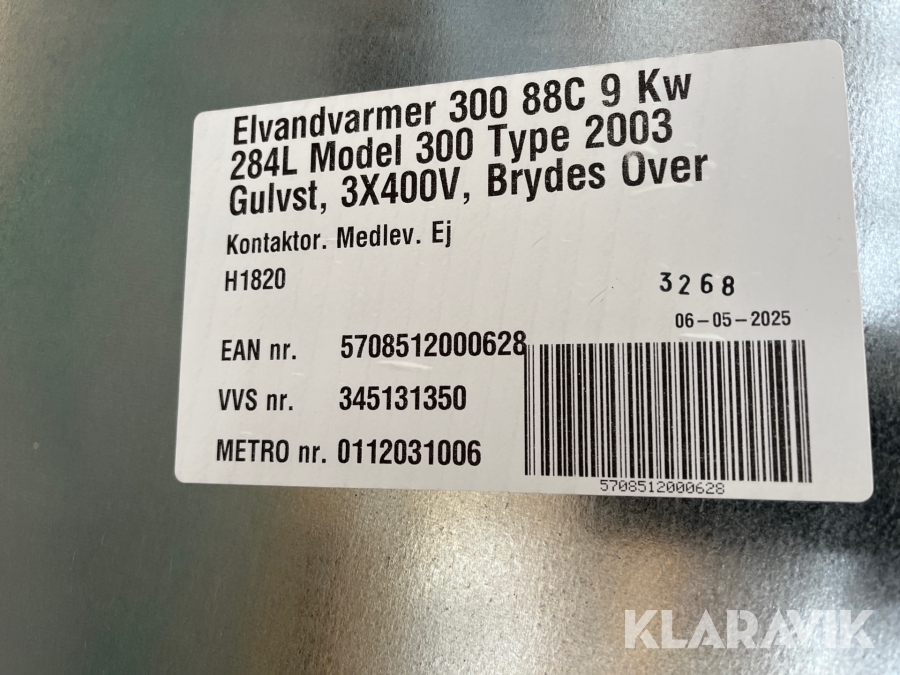 Elvandvarmer 300 88C 9 Kw
284L Model 300 Type 2003
Gulvst, 3X400V, Brydes Over
Kontaktor. Medlev. Ej
H1820
3268
06-05-2025
EAN nr. 5708512000628
VVS nr. 345131350
METRO nr. 0112031006
5708512000628
KLARAVIK